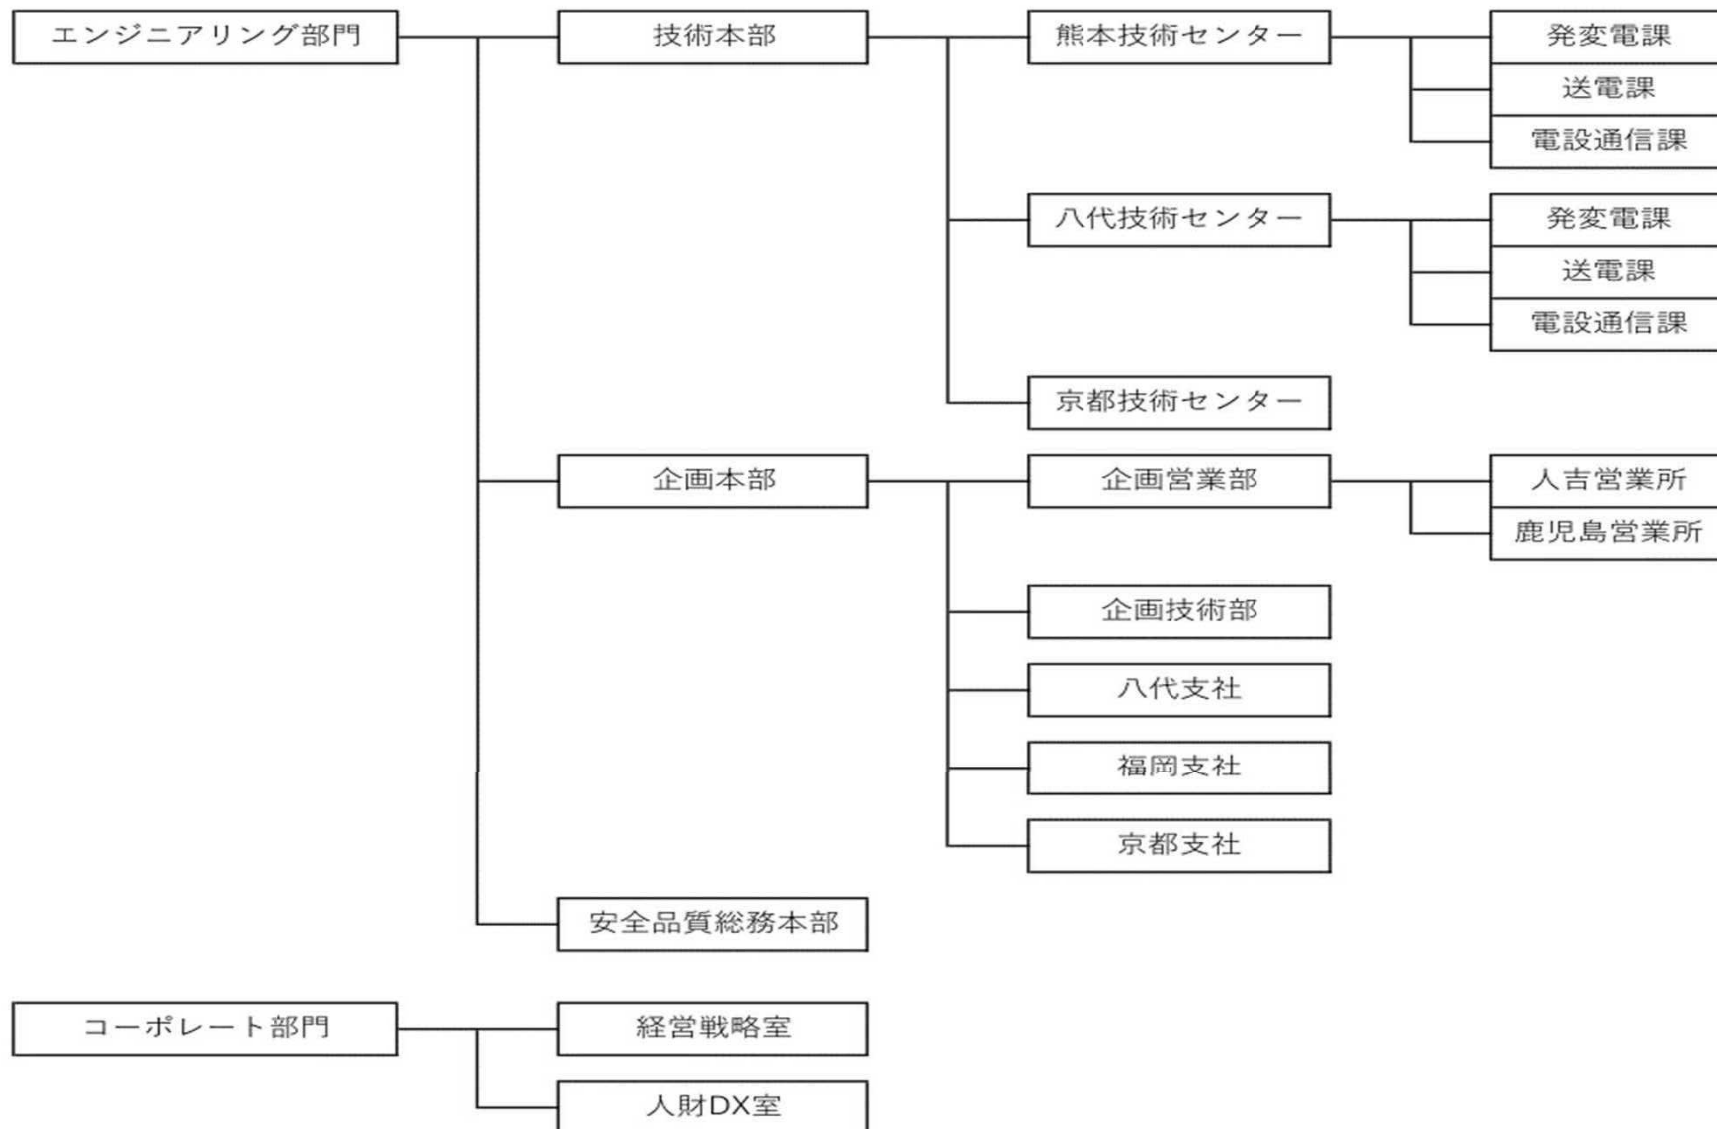 エンジニアリング部門
技術本部
熊本技術センター
発変電課
送電課
電設通信課
八代技術センター
発変電課
送電課
電設通信課
京都技術センター
企画本部
企画営業部
人吉営業所
鹿児島営業所
企画技術部
八代支社
福岡支社
京都支社
安全品質総務本部
コーポレート部門
経営戦略室
人財DX室